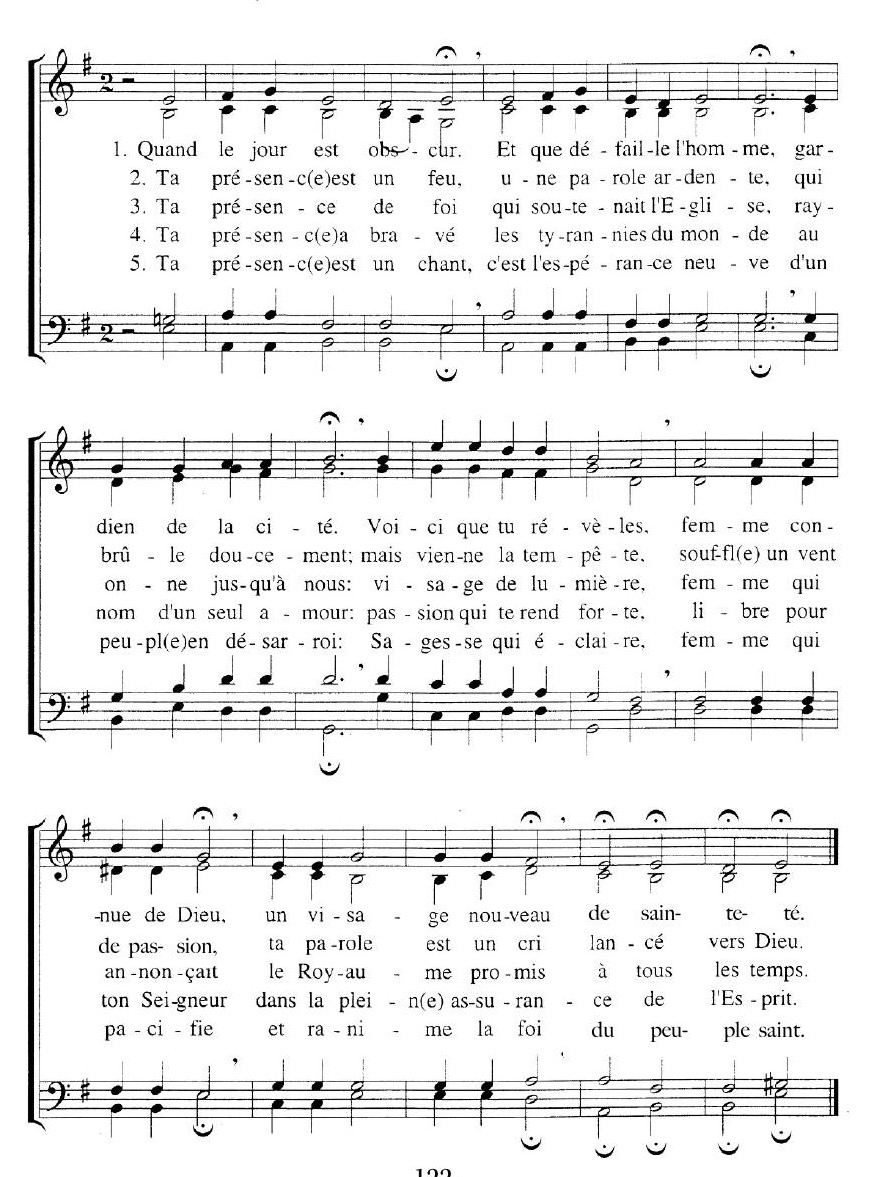 1. Quand le jour est obs - cur. Et que dé - fail-le l'hom - me, gar-
2. Ta pré-sen-c(e)est un feu, u - ne pa - role ar-den - te, qui
3. Ta pré-sen - ce de foi qui sou-te - nait l'E-gli - se, ray-
4. Ta pré-sen - c(e)a bra - vé les ty-ran - nies du mon - de au
5. Ta pré-sen-c(e)est un chant, c'est l'es-pé - ran-ce neu - ve d'un
dien de la ci - té. Voi - ci que tu ré - vè-les, fem - me con-
brû - le dou-ce - ment; mais vien-ne la tem - pê - te, souf-fl(e) un vent
on - ne jus-qu'à nous: vi - sa-ge de lu - miè-re, fem - me qui
nom d'un seul a - mour: pas - sion qui te rend for - te, li - bre pour
peu-pl(e)en dé-sar - roi: Sa - ges-se qui é - clai-re, fem - me qui
-nue de Dieu, un vi - sa - ge nou-veau de sain- te- té.
de pas- sion, ta pa-role est un cri lan - cé vers Dieu.
an-non-çait le Roy-au - me pro-mis à tous les temps.
ton Sei-gneur dans la plei - n(e) as-su-ran - ce de l'Es-prit.
pa-ci-fie et ra-ni - me la foi du peu- ple saint.